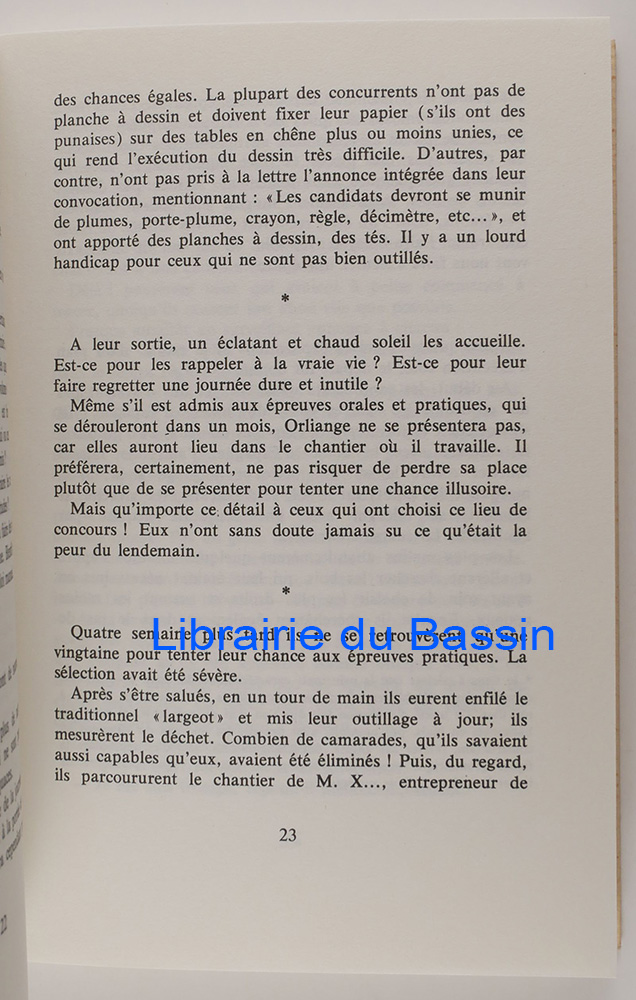 des chances égales. La plupart des concurrents n'ont pas de
planche à dessin et doivent fixer leur papier (s'ils ont des
punaises) sur des tables en chêne plus ou moins unies, ce
qui rend l'exécution du dessin très difficile. D'autres, par
contre, n'ont pas pris à la lettre l'annonce intégrée dans leur
convocation, mentionnant : «Les candidats devront se munir
de plumes, porte-plume, crayon, règle, décimètre, etc...», et
ont apporté des planches à dessin, des tés. Il y a un lourd
handicap pour ceux qui ne sont pas bien outillés.
*
A leur sortie, un éclatant et chaud soleil les accueille.
Est-ce pour les rappeler à la vraie vie ? Est-ce pour leur
faire regretter une journée dure et inutile ?
Même s'il est admis aux épreuves orales et pratiques, qui
se dérouleront dans un mois, Orliange ne se présentera pas,
car elles auront lieu dans le chantier où il travaille. Il
préférera, certainement, ne pas risquer de perdre sa place
plutôt que de se présenter pour tenter une chance illusoire.
Mais qu'importe ce détail à ceux qui ont choisi ce lieu de
concours ! Eux n'ont sans doute jamais su ce qu'était la
peur du lendemain.
*
Quatre semaine plus tard ils ne se retrouvèrent qu'une
Librairie du Bassin
vingtaine pour tenter leur chance aux épreuves pratiques. La
sélection avait été sévère.
Après s'être salués, en un tour de main ils eurent enfilé le
traditionnel «largeot» et mis leur outillage à jour; ils
mesurèrent le déchet. Combien de camarades, qu'ils savaient
aussi capables qu'eux, avaient été éliminés ! Puis, du regard,
ils parcoururent le chantier de M. X..., entrepreneur de
23
22